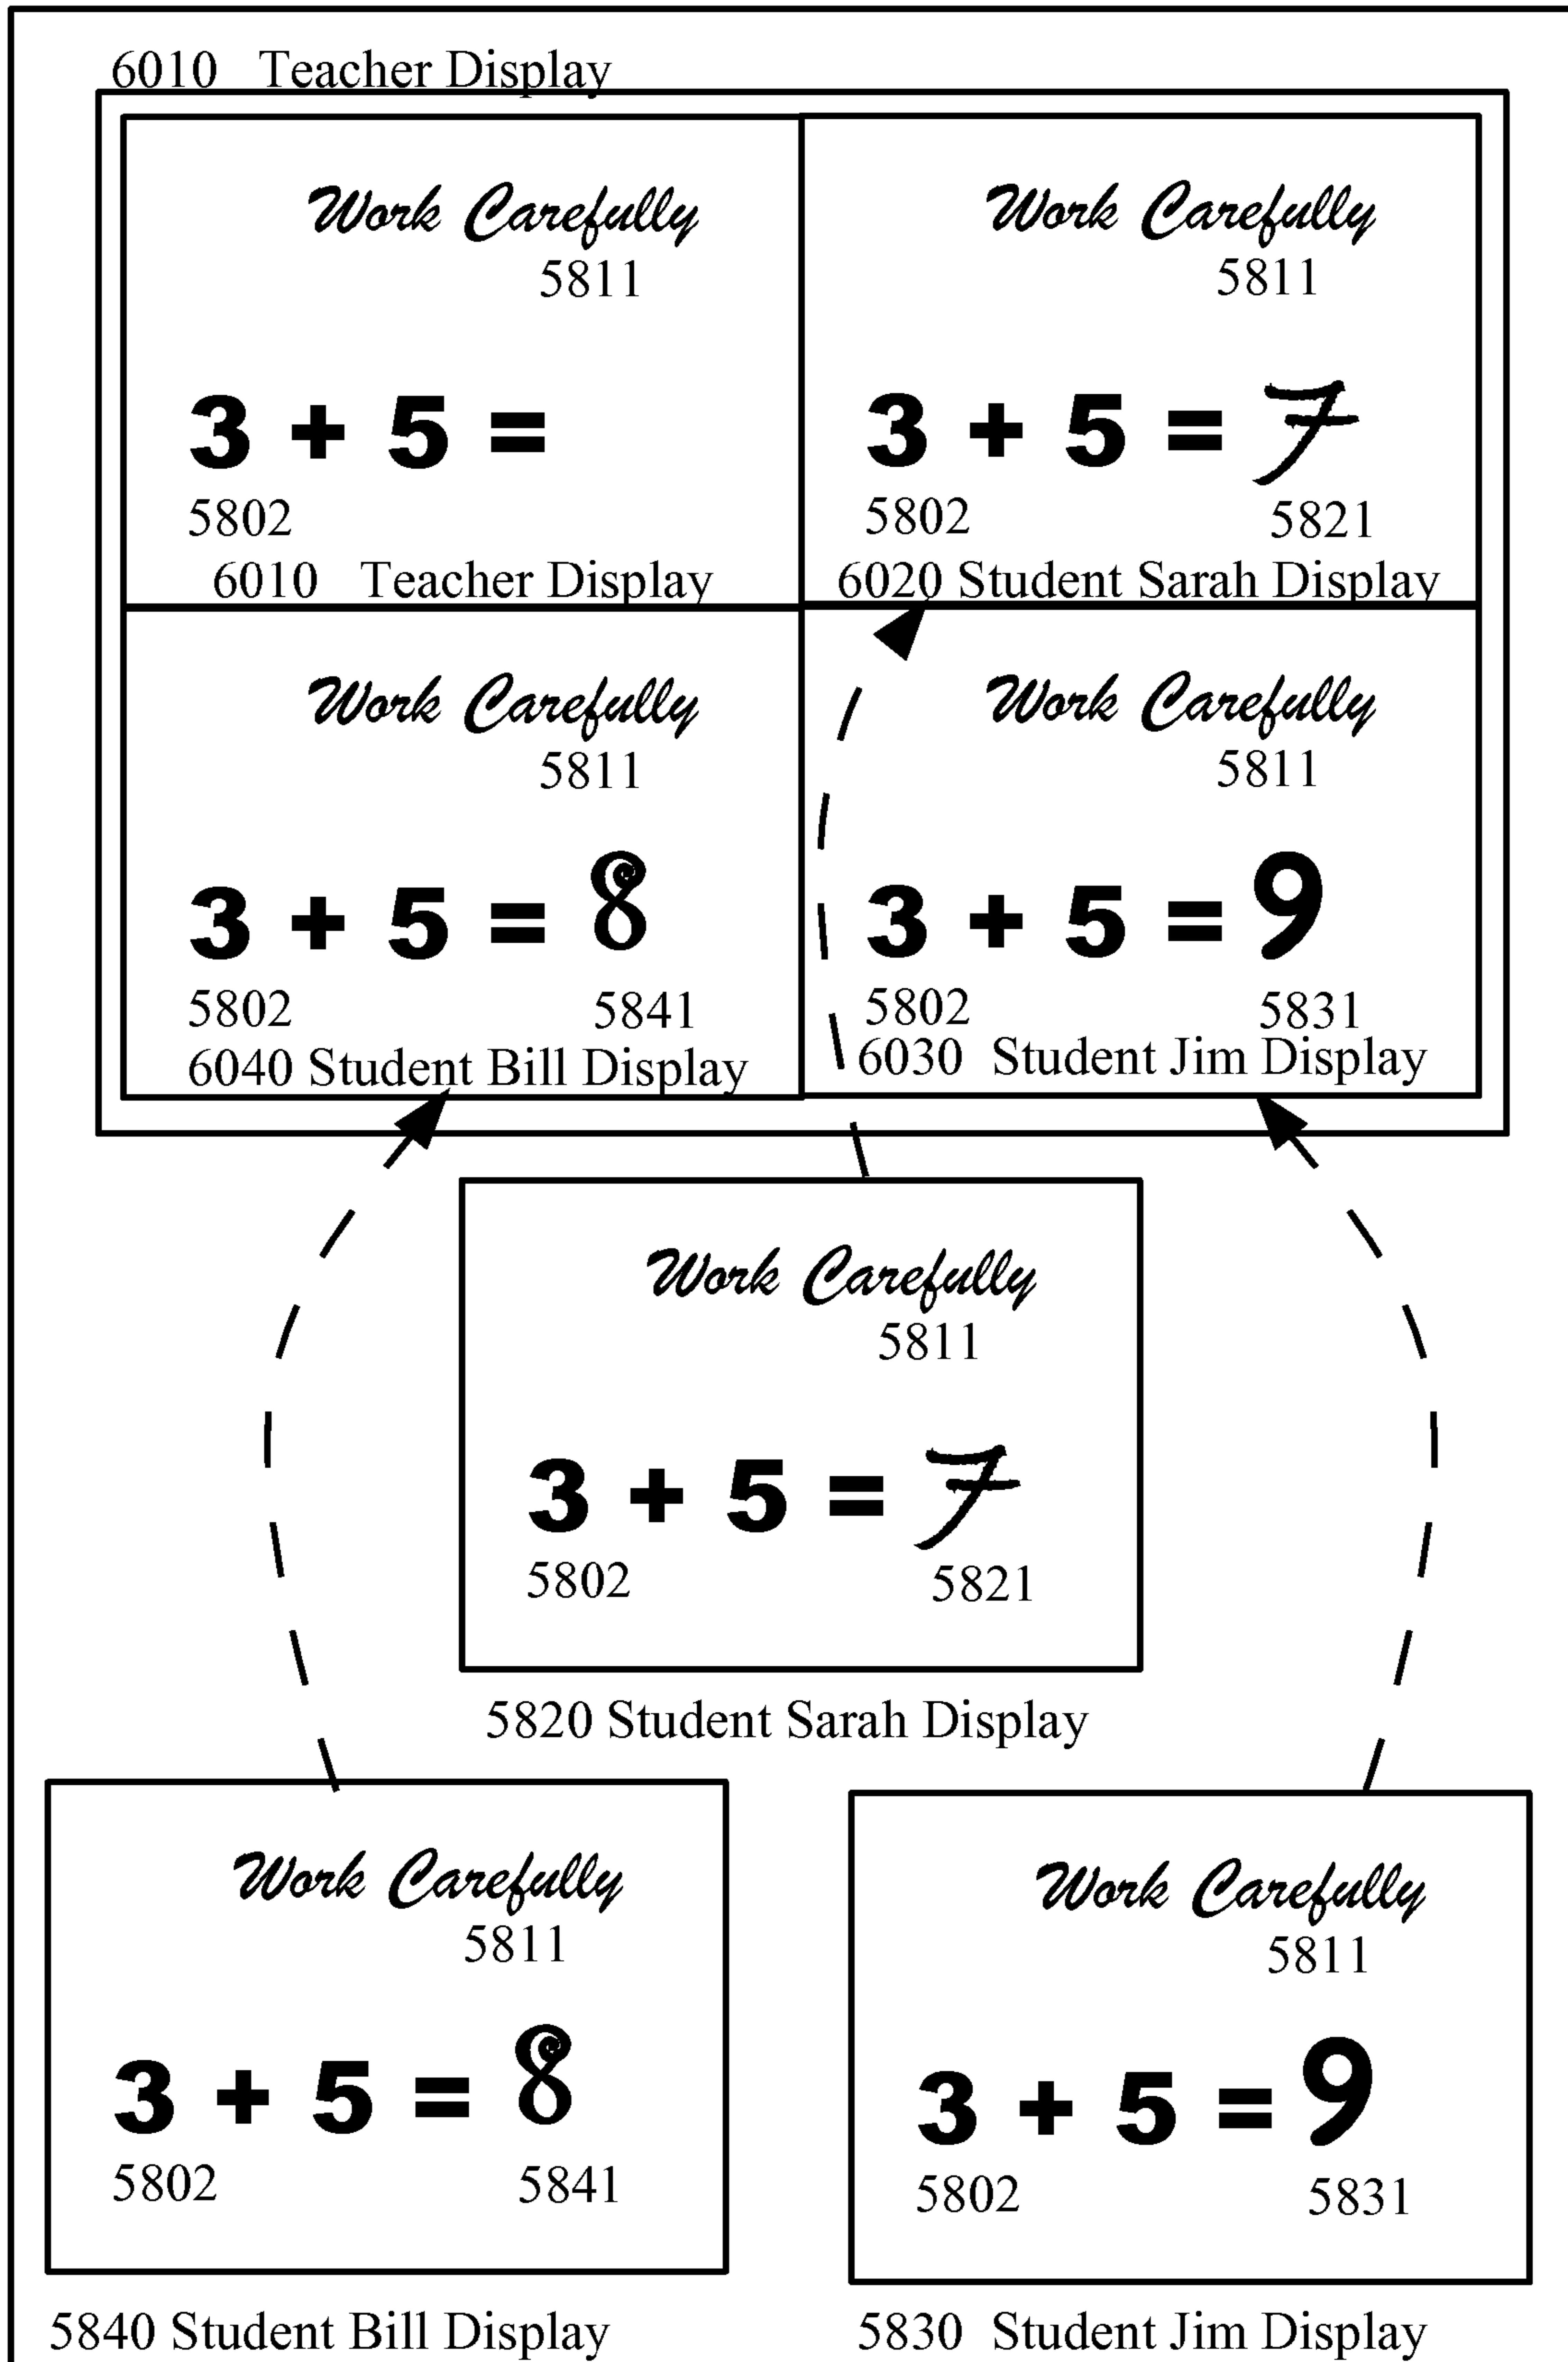 6010 Teacher Display
Work Carefully
5811
3 + 5 =
5802
6010 Teacher Display
Work Carefully
5811
3 + 5 = 7
5802 5821
6020 Student Sarah Display
Work Carefully
5811
3 + 5 = 8
5802 5841
6040 Student Bill Display
Work Carefully
5811
3 + 5 = 9
5802 5831
6030 Student Jim Display
Work Carefully
5811
3 + 5 = 7
5802 5821
5820 Student Sarah Display
Work Carefully
5811
3 + 5 = 8
5802 5841
5840 Student Bill Display
Work Carefully
5811
3 + 5 = 9
5802 5831
5830 Student Jim Display